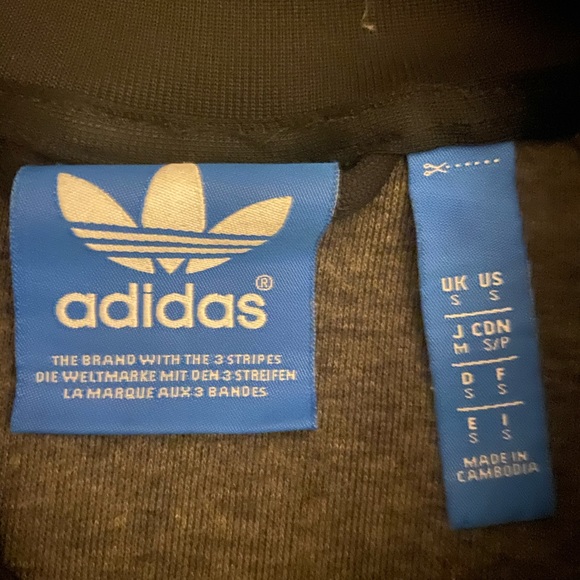 adidas®
THE BRAND WITH THE 3 STRIPES
DIE WELTMARKE MIT DEN 3 STREIFEN
LA MARQUE AUX 3 BANDES
UK US
S S
J CDN
M S/P
D F
S S
E I
S S
MADE IN
CAMBODIA